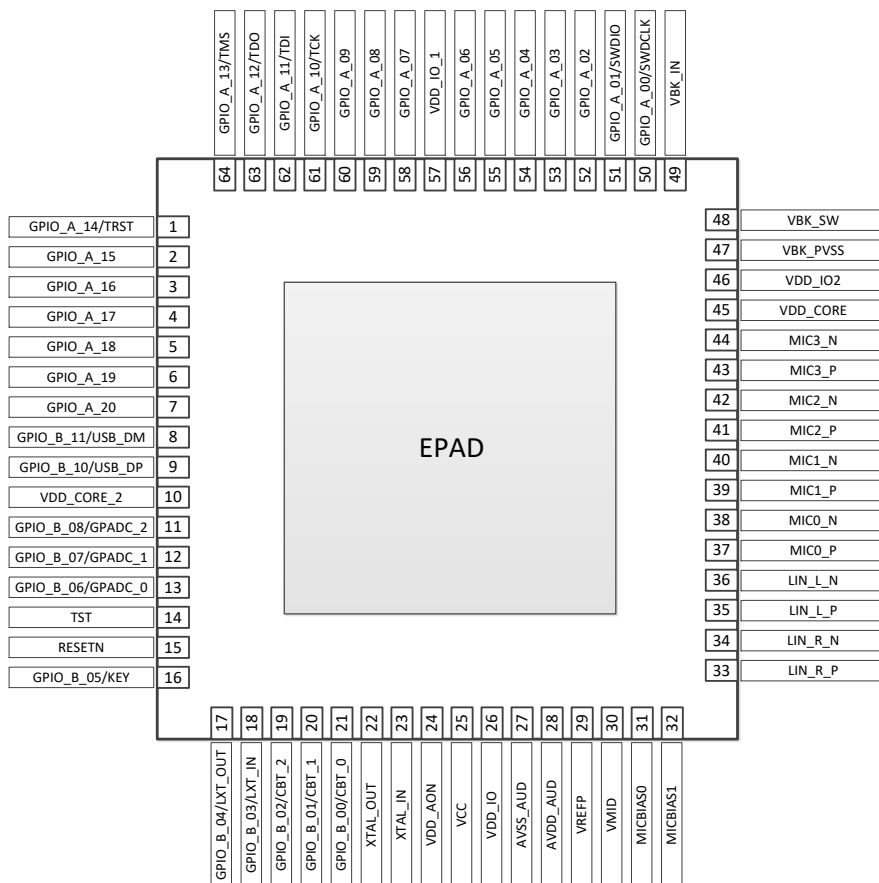 GPIO_A_13/TMS
GPIO_A_12/TDO
GPIO_A_11/TDI
GPIO_A_10/TCK
GPIO_A_09
GPIO_A_08
GPIO_A_07
VDD_IO_1
GPIO_A_06
GPIO_A_05
GPIO_A_04
GPIO_A_03
GPIO_A_02
GPIO_A_01/SWDIO
GPIO_A_00/SWDCLK
VBK_IN
64
63
62
61
60
59
58
57
56
55
54
53
52
51
50
49
GPIO_A_14/TRST 1
GPIO_A_15 2
GPIO_A_16 3
GPIO_A_17 4
GPIO_A_18 5
GPIO_A_19 6
GPIO_A_20 7
GPIO_B_11/USB_DM 8
GPIO_B_10/USB_DP 9
VDD_CORE_2 10
GPIO_B_08/GPADC_2 11
GPIO_B_07/GPADC_1 12
GPIO_B_06/GPADC_0 13
TST 14
RESETN 15
GPIO_B_05/KEY 16
EPAD
48 VBK_SW
47 VBK_PVSS
46 VDD_IO2
45 VDD_CORE
44 MIC3_N
43 MIC3_P
42 MIC2_N
41 MIC2_P
40 MIC1_N
39 MIC1_P
38 MIC0_N
37 MIC0_P
36 LIN_L_N
35 LIN_L_P
34 LIN_R_N
33 LIN_R_P
17
18
19
20
21
22
23
24
25
26
27
28
29
30
31
32
GPIO_B_04/LXT_OUT
GPIO_B_03/LXT_IN
GPIO_B_02/CBT_2
GPIO_B_01/CBT_1
GPIO_B_00/CBT_0
XTAL_OUT
XTAL_IN
VDD_AON
VCC
VDD_IO
AVSS_AUD
AVDD_AUD
VREFP
VMID
MICBIAS0
MICBIAS1